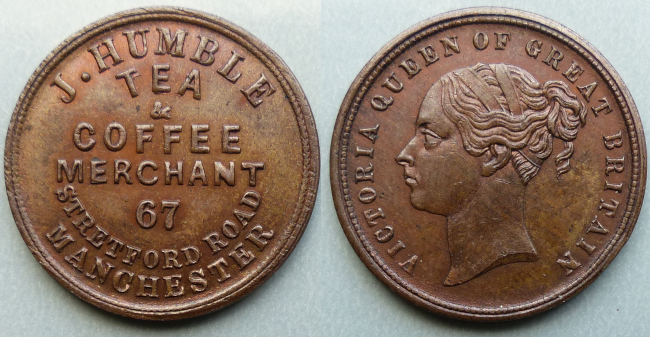 J. HUMBLE
TEA
&
COFFEE
MERCHANT
67
STRETFORD ROAD
MANCHESTER
VICTORIA QUEEN OF GREAT BRITAIN